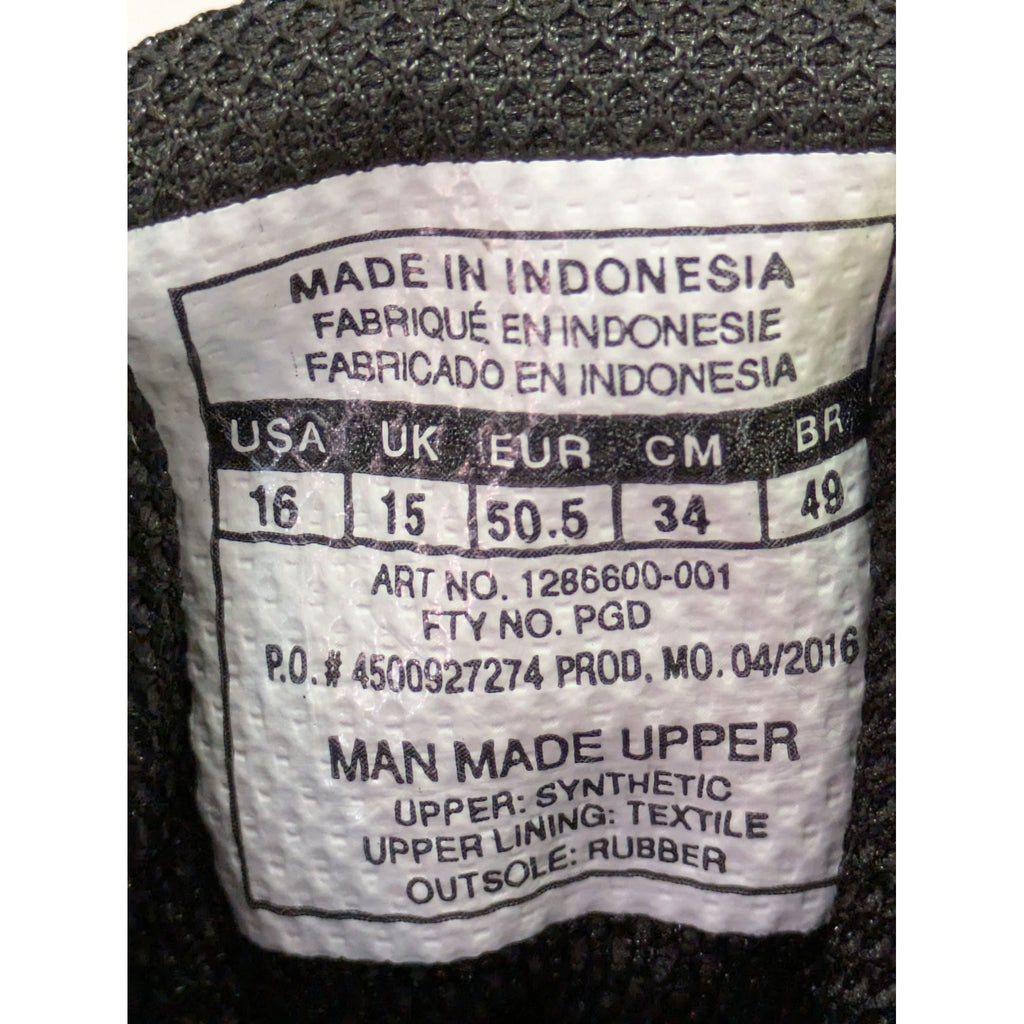 MADE IN INDONESIA
FABRIQUÉ EN INDONESIE
FABRICADO EN INDONESIA
USA UK EUR CM BR
16 15 50.5 34 49
ART NO. 1286600-001
FTY NO. PGD
P.O. # 4500927274 PROD. MO. 04/2016
MAN MADE UPPER
UPPER: SYNTHETIC
UPPER LINING: TEXTILE
OUTSOLE: RUBBER